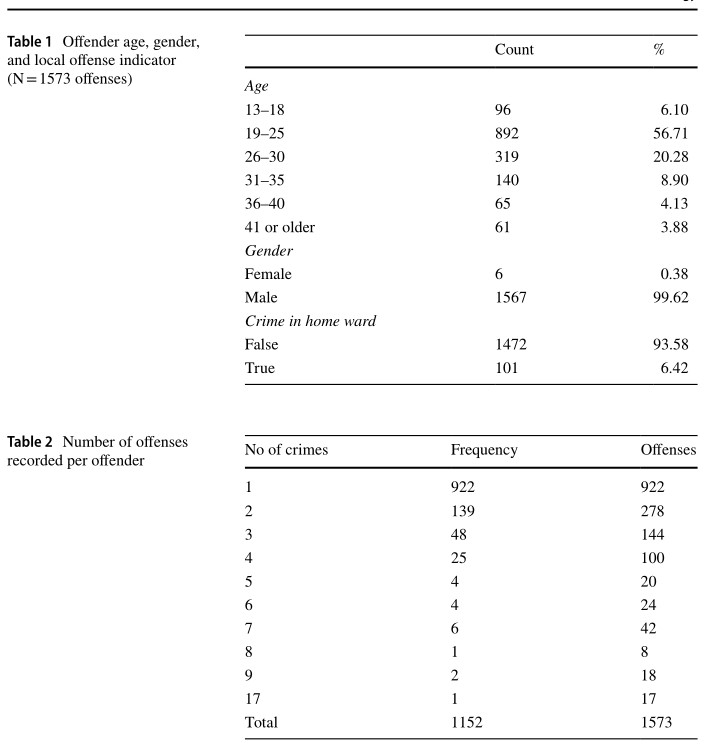 Table 1 Offender age, gender,
and local offense indicator
(N = 1573 offenses)
Count %
Age
13–18 96 6.10
19–25 892 56.71
26–30 319 20.28
31–35 140 8.90
36–40 65 4.13
41 or older 61 3.88
Gender
Female 6 0.38
Male 1567 99.62
Crime in home ward
False 1472 93.58
True 101 6.42
Table 2 Number of offenses
recorded per offender
No of crimes Frequency Offenses
1 922 922
2 139 278
3 48 144
4 25 100
5 4 20
6 4 24
7 6 42
8 1 8
9 2 18
17 1 17
Total 1152 1573